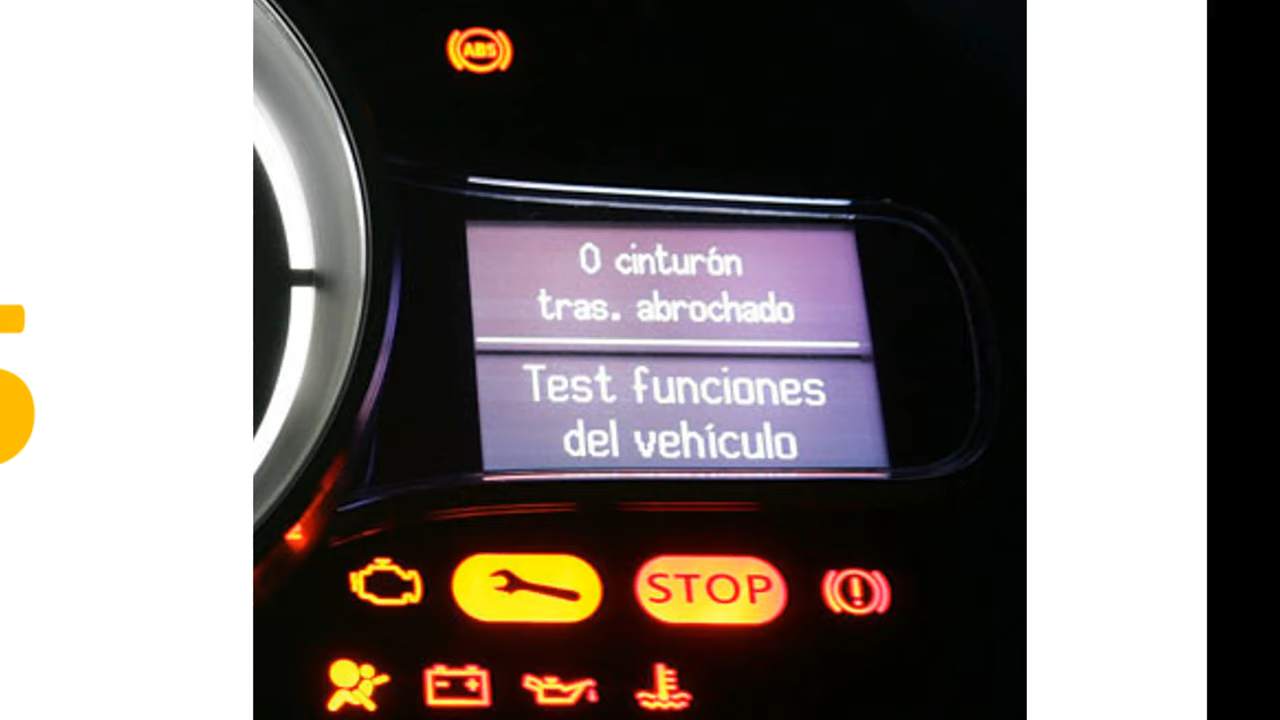 ABS
0 cinturón
tras. abrochado
Test funciones
del vehículo
STOP